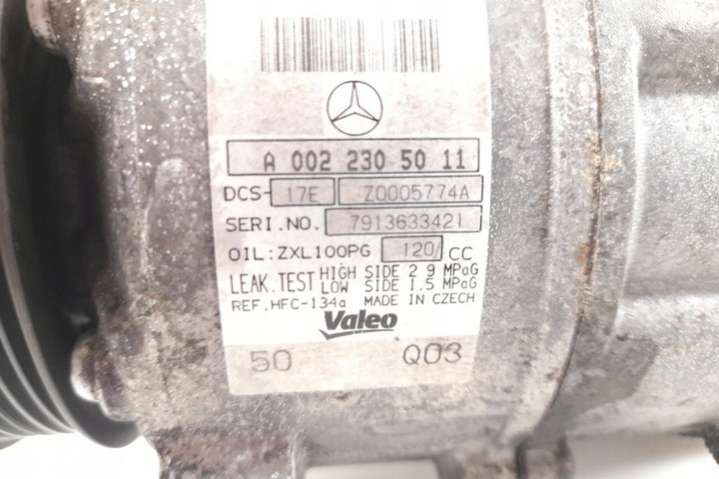 A 002 230 50 11
DCS-17E Z0005774A
SERI.NO. 7913633421
OIL:ZXL100PG 120/ CC
LEAK.TEST HIGH SIDE 2.9 MPaG
LOW SIDE 1.5 MPaG
REF.HFC-134a MADE IN CZECH
Valeo
50 Q03